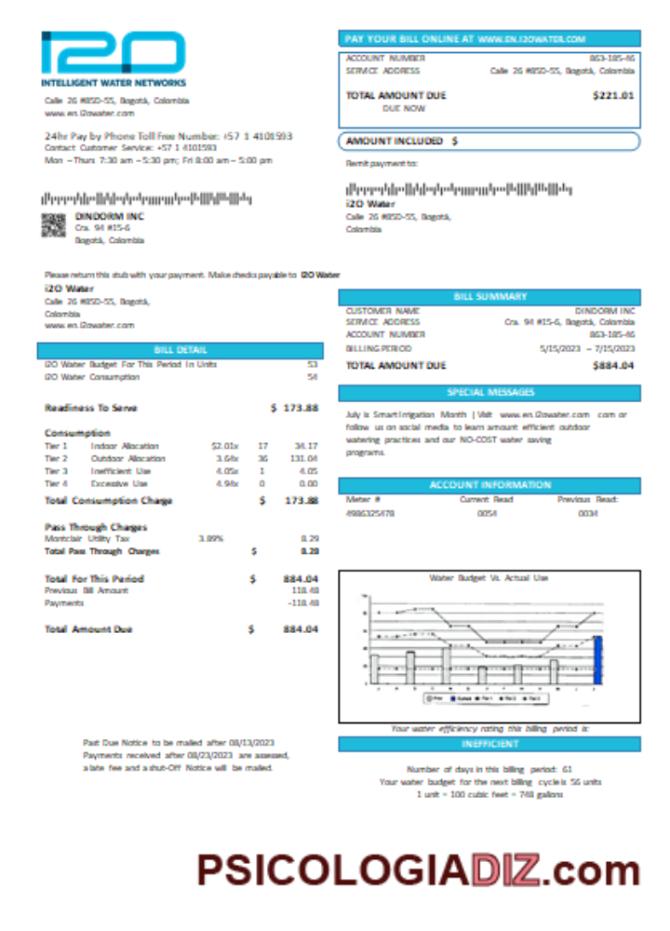 i2O
INTELLIGENT WATER NETWORKS
Calle 26 #85D-55, Bogotá, Colombia
www.en.i2owater.com
24hr Pay by Phone Toll Free Number: +57 1 4101593
Contact Customer Service: +57 1 4101593
Mon – Thurs 7:30 am – 5:30 pm; Fri 8:00 am – 5:00 pm
DINDORM INC
Cra. 94 #15-6
Bogotá, Colombia
PAY YOUR BILL ONLINE AT WWW.EN.I2OWATER.COM
ACCOUNT NUMBER 863-185-46
SERVICE ADDRESS Calle 26 #85D-55, Bogotá, Colombia
TOTAL AMOUNT DUE $221.01
DUE NOW
AMOUNT INCLUDED $
Remit payment to:
i2O Water
Calle 26 #85D-55, Bogotá,
Colombia
Please return this stub with your payment. Make checks payable to I2O Water
i2O Water
Calle 26 #85D-55, Bogotá,
Colombia
www.en.i2owater.com
BILL DETAIL
i2O Water Budget For This Period In Units 53
i2O Water Consumption 54
Readiness To Serve $ 173.88
Consumption
Tier 1 Indoor Allocation $2.01x 17 34.17
Tier 2 Outdoor Allocation 3.64x 36 131.04
Tier 3 Inefficient Use 4.05x 1 4.05
Tier 4 Excessive Use 4.94x 0 0.00
Total Consumption Charge $ 173.88
Pass Through Charges
Montclair Utility Tax 3.89% 8.29
Total Pass Through Charges $ 8.29
Total For This Period $ 884.04
Previous Bill Amount 118.48
Payments -118.48
Total Amount Due $ 884.04
Past Due Notice to be mailed after 08/13/2023
Payments received after 08/23/2023 are assessed,
a late fee and a shut-Off Notice will be mailed.
BILL SUMMARY
CUSTOMER NAME DINDORM INC
SERVICE ADDRESS Cra. 94 #15-6, Bogotá, Colombia
ACCOUNT NUMBER 863-185-46
BILLING PERIOD 5/15/2023 – 7/15/2023
TOTAL AMOUNT DUE $884.04
SPECIAL MESSAGES
July is Smart Irrigation Month | Visit www.en.i2owater.com com or
follow us on social media to learn amount efficient outdoor
watering practices and our NO-COST water saving
programs.
ACCOUNT INFORMATION
Meter # Current Read Previous Read:
4986325478 0054 0034
Water Budget Vs. Actual Use
Your water efficiency rating this billing period is:
INEFFICIENT
Number of days in this billing period: 61
Your water budget for the next billing cycle is 56 units
1 unit = 100 cubic feet = 748 gallons
PSICOLOGIADIZ.com